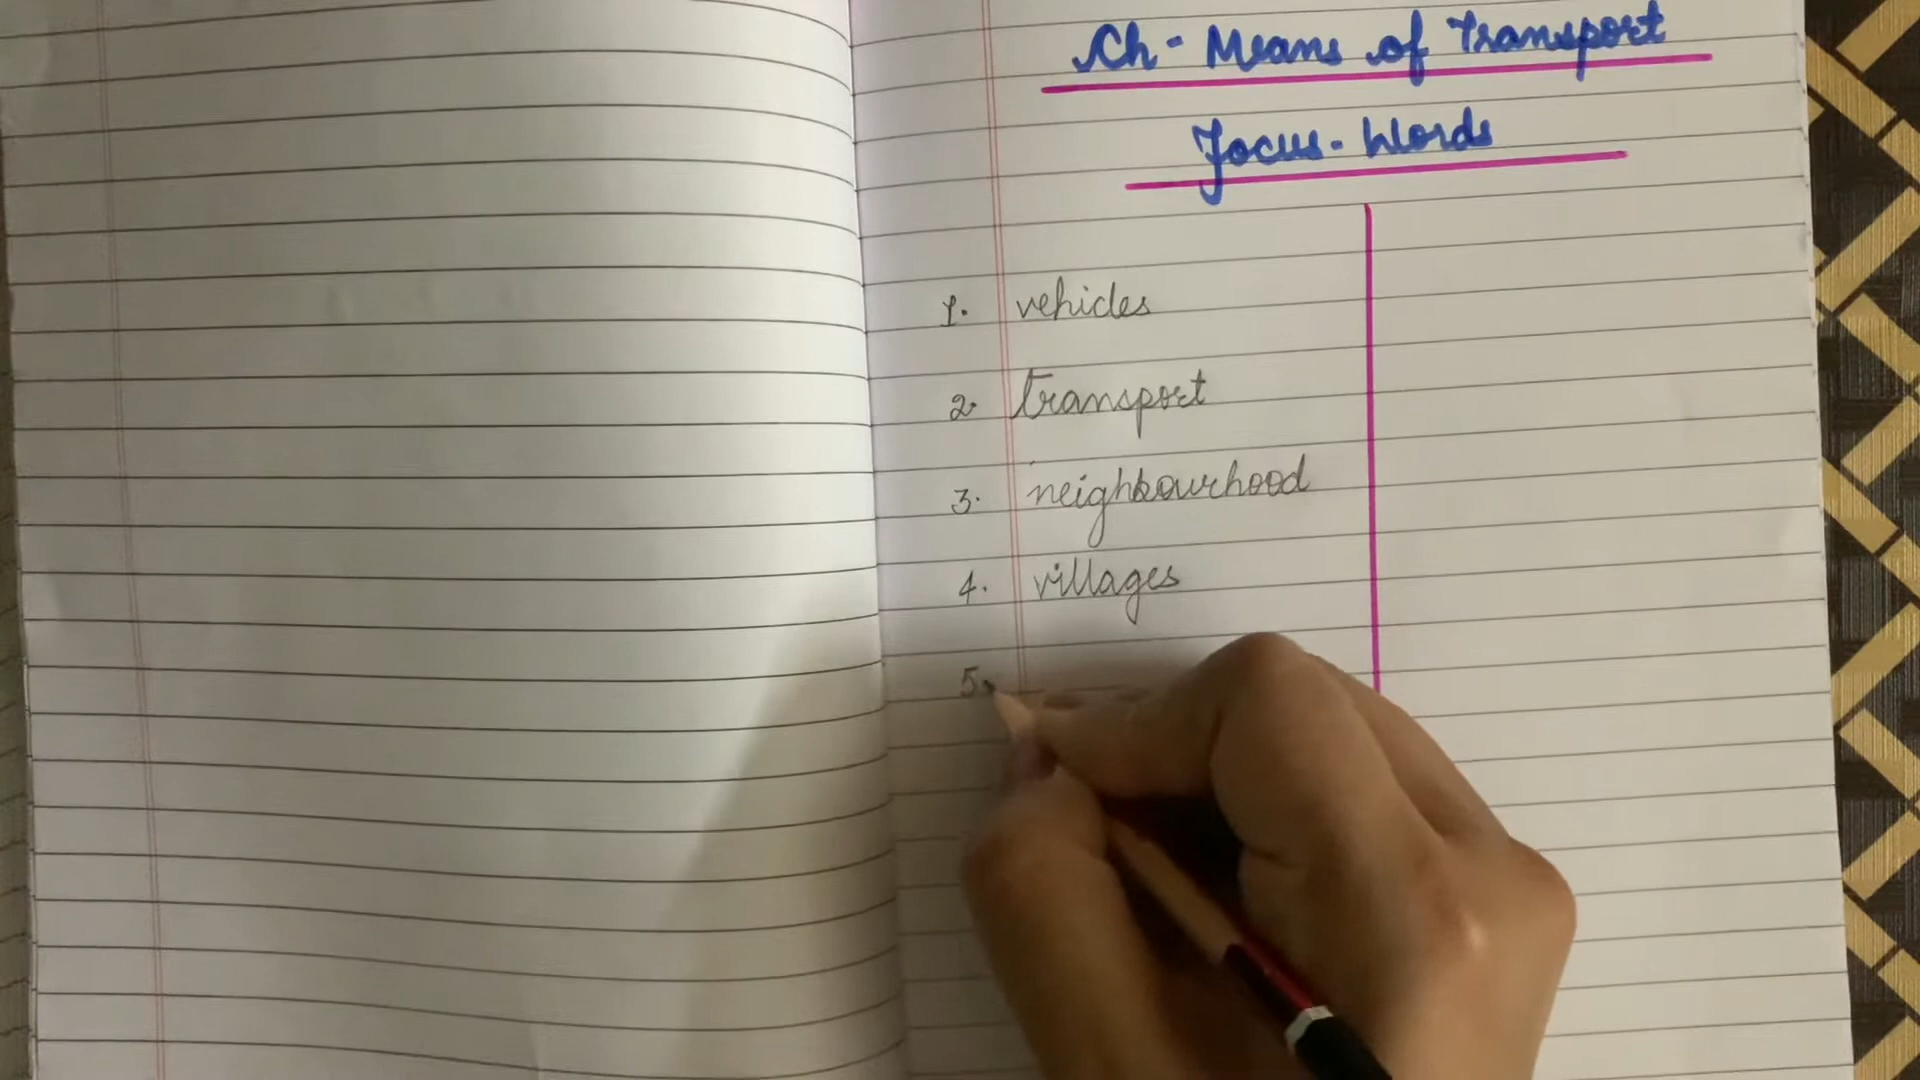 Ch - Means of Transport
Focus - Words
1. vehicles
2. transport
3. neighbourhood
4. villages
5.